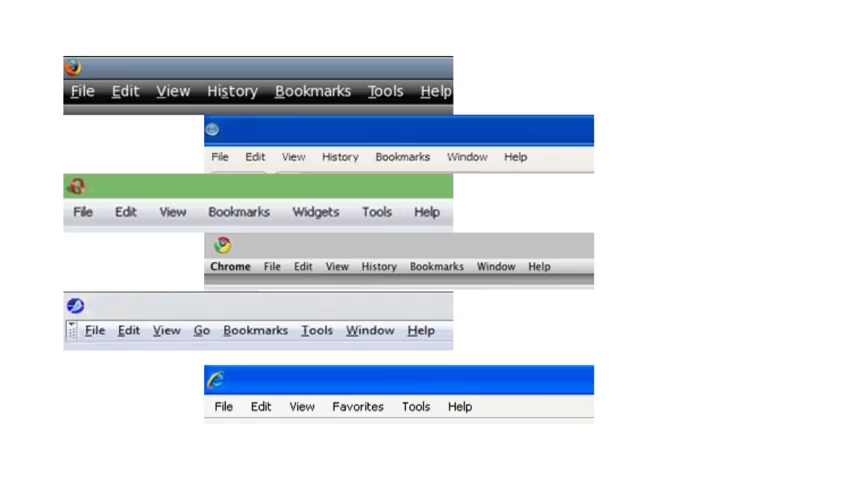 File Edit View History Bookmarks Tools Help
File Edit View History Bookmarks Window Help
File Edit View Bookmarks Widgets Tools Help
Chrome File Edit View History Bookmarks Window Help
File Edit View Go Bookmarks Tools Window Help
File Edit View Favorites Tools Help